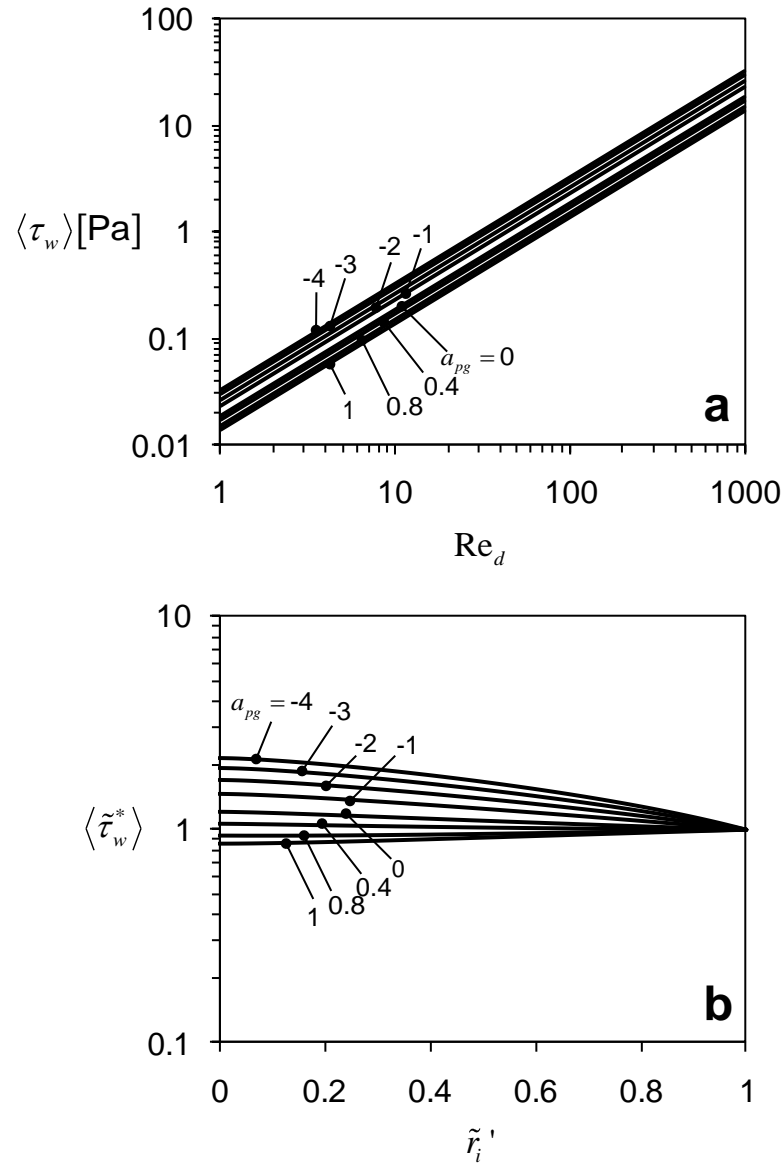 100
10
⟨τ_w⟩[Pa] 1
-4 -3 -2 -1
0.1
a_pg = 0
0.4
0.8
1
a
0.01
1 10 100 1000
Re_d
10
a_pg = -4 -3
-2 -1
⟨τ̃*_w⟩ 1
0
0.4
0.8
1
b
0.1
0 0.2 0.4 0.6 0.8 1
r̃_i'